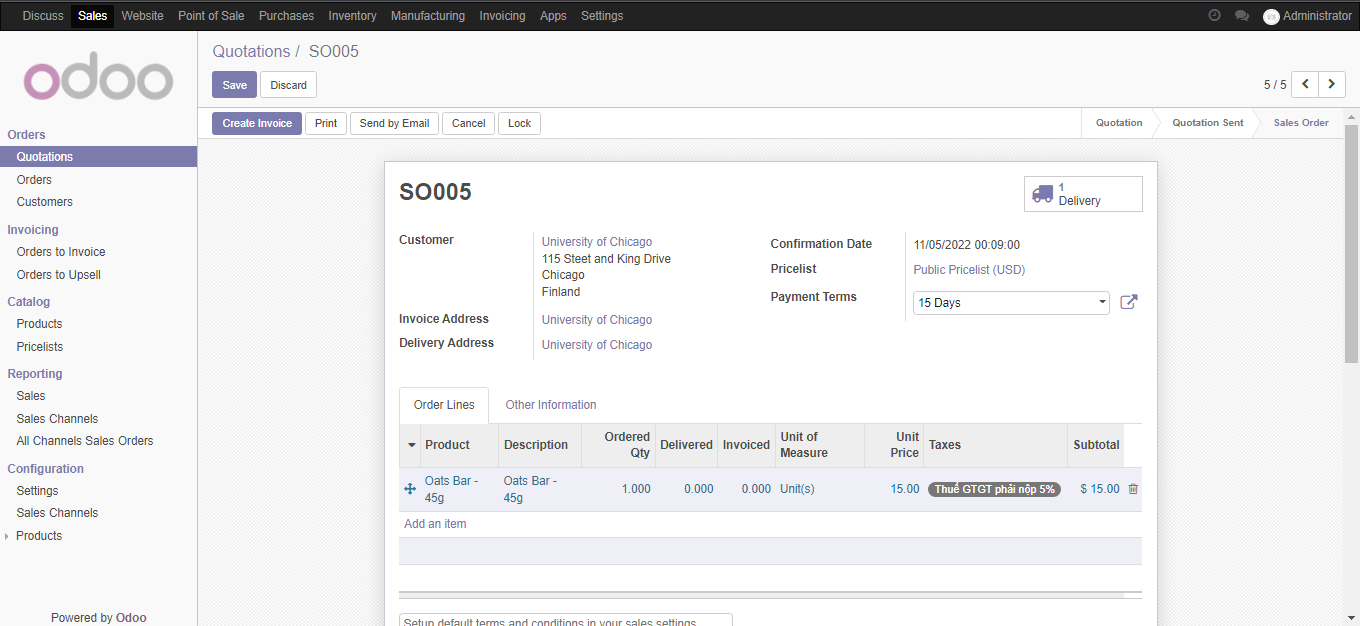 Discuss Sales Website Point of Sale Purchases Inventory Manufacturing Invoicing Apps Settings Administrator
odoo
Orders
Quotations
Orders
Customers
Invoicing
Orders to Invoice
Orders to Upsell
Catalog
Products
Pricelists
Reporting
Sales
Sales Channels
All Channels Sales Orders
Configuration
Settings
Sales Channels
Products
Powered by Odoo
Quotations / SO005
Save Discard 5 / 5
Create Invoice Print Send by Email Cancel Lock Quotation Quotation Sent Sales Order
SO005
1
Delivery
Customer
University of Chicago
115 Steet and King Drive
Chicago
Finland
Invoice Address University of Chicago
Delivery Address University of Chicago
Confirmation Date 11/05/2022 00:09:00
Pricelist Public Pricelist (USD)
Payment Terms 15 Days
Order Lines Other Information
Product Description Ordered Qty Delivered Invoiced Unit of Measure Unit Price Taxes Subtotal
Oats Bar - 45g Oats Bar - 45g 1.000 0.000 0.000 Unit(s) 15.00 Thuế GTGT phải nộp 5% $ 15.00
Add an item
Setup default terms and conditions in your sales settings